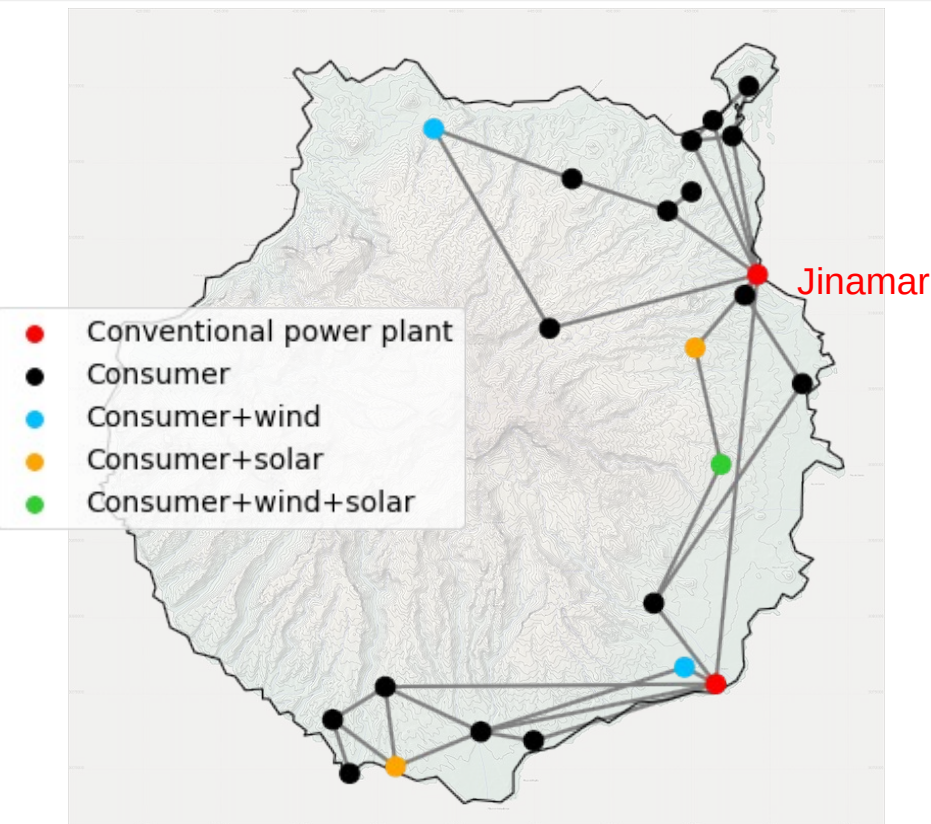 Jinamar
Conventional power plant
Consumer
Consumer+wind
Consumer+solar
Consumer+wind+solar